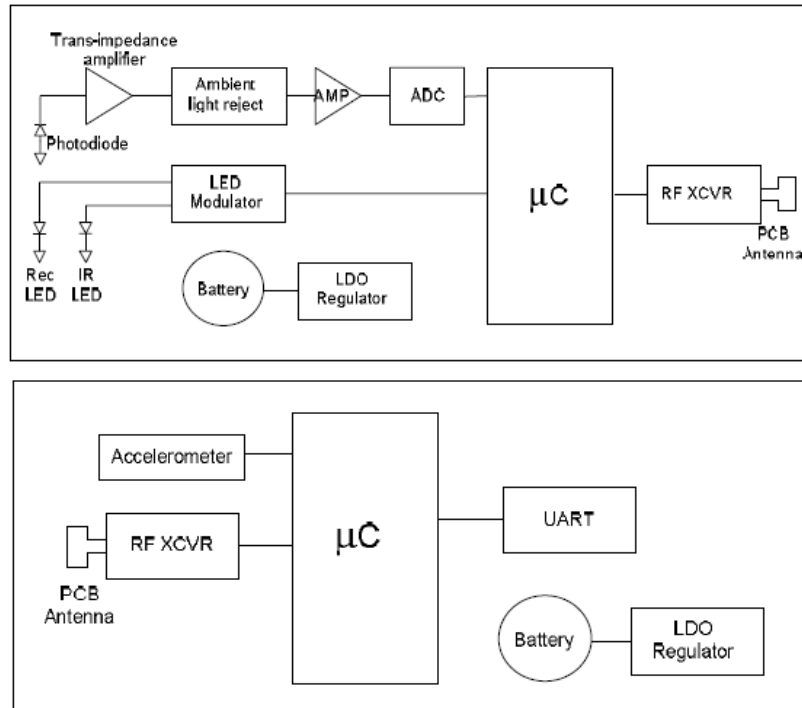 Trans-impedance
amplifier
Ambient
light reject
AMP
ADC
Photodiode
LED
Modulator
μC
RF XCVR
PCB
Antenna
Rec
LED
IR
LED
Battery
LDO
Regulator
Accelerometer
RF XCVR
μC
UART
PCB
Antenna
Battery
LDO
Regulator